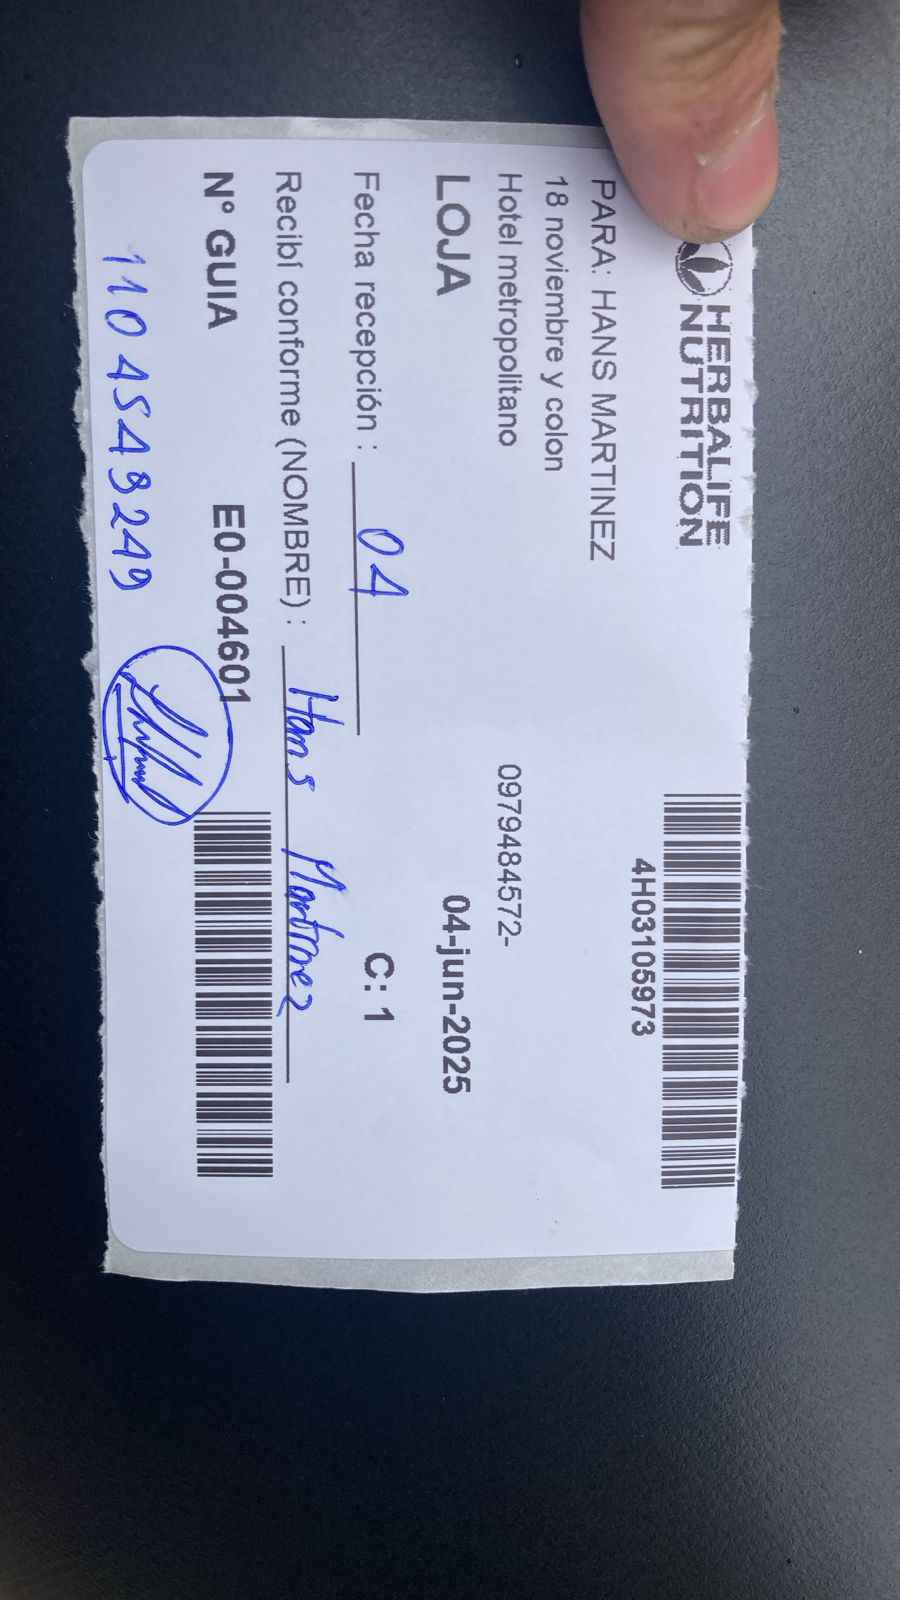 HERBALIFE
NUTRITION
4H03105973
PARA: HANS MARTINEZ
18 noviembre y colon
Hotel metropolitano 0979484572-
LOJA 04-jun-2025
Fecha recepción : 04 C: 1
Recibí conforme (NOMBRE) : Hans Martinez
N° GUIA E0-004601
1104549249